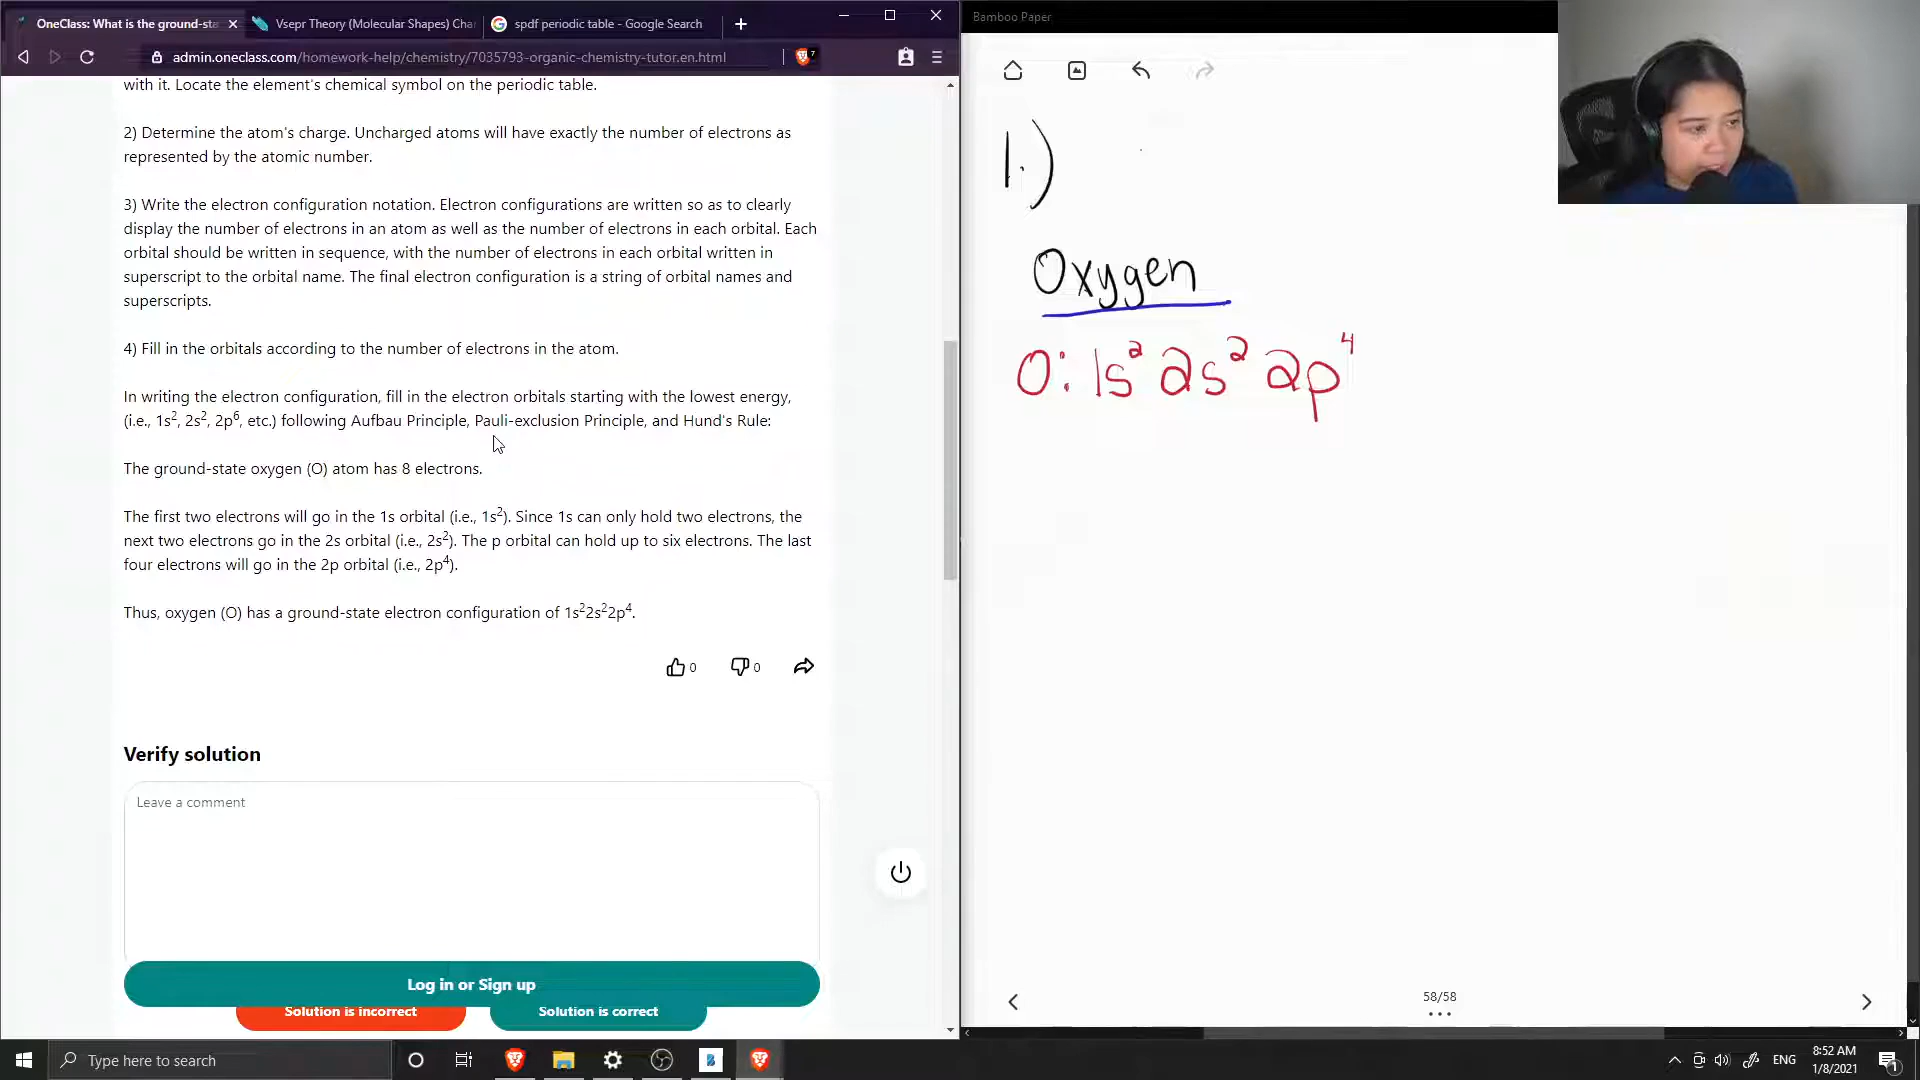 OneClass: What is the ground-sta
Vsepr Theory (Molecular Shapes) Cha
spdf periodic table - Google Search
admin.oneclass.com/homework-help/chemistry/7035793-organic-chemistry-tutor.en.html
7
with it. Locate the element's chemical symbol on the periodic table.
2) Determine the atom's charge. Uncharged atoms will have exactly the number of electrons as
represented by the atomic number.
3) Write the electron configuration notation. Electron configurations are written so as to clearly
display the number of electrons in an atom as well as the number of electrons in each orbital. Each
orbital should be written in sequence, with the number of electrons in each orbital written in
superscript to the orbital name. The final electron configuration is a string of orbital names and
superscripts.
4) Fill in the orbitals according to the number of electrons in the atom.
In writing the electron configuration, fill in the electron orbitals starting with the lowest energy,
(i.e., 1s², 2s², 2p⁶, etc.) following Aufbau Principle, Pauli-exclusion Principle, and Hund's Rule:
The ground-state oxygen (O) atom has 8 electrons.
The first two electrons will go in the 1s orbital (i.e., 1s²). Since 1s can only hold two electrons, the
next two electrons go in the 2s orbital (i.e., 2s²). The p orbital can hold up to six electrons. The last
four electrons will go in the 2p orbital (i.e., 2p⁴).
Thus, oxygen (O) has a ground-state electron configuration of 1s²2s²2p⁴.
0
0
Verify solution
Leave a comment
Log in or Sign up
Solution is incorrect
Solution is correct
Bamboo Paper
1.)
Oxygen
O: 1s² 2s² 2p⁴
58/58
Type here to search
ENG
8:52 AM
1/8/2021
1